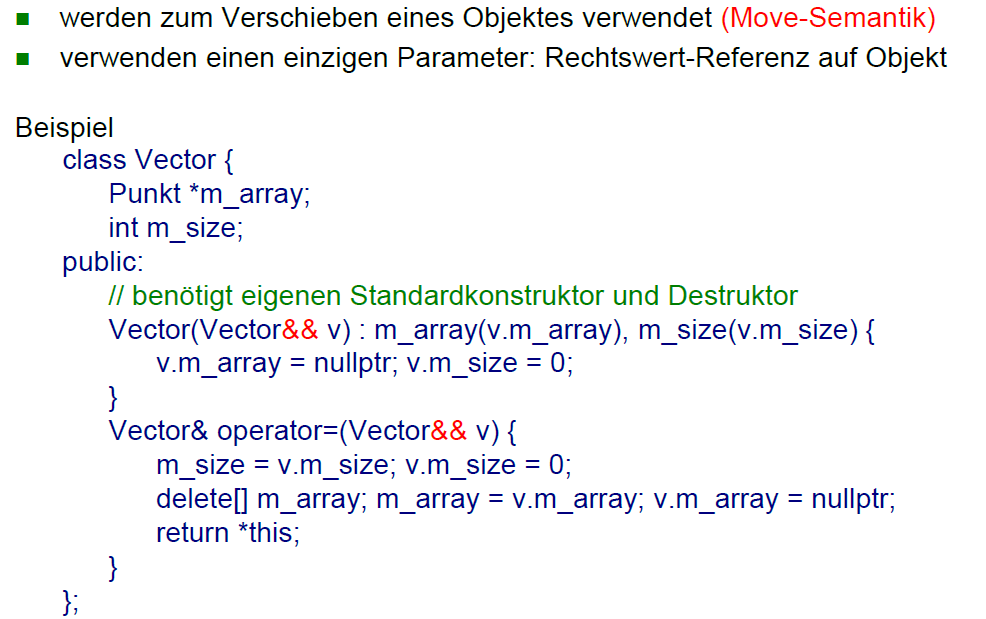 werden zum Verschieben eines Objektes verwendet (Move-Semantik)
verwenden einen einzigen Parameter: Rechtswert-Referenz auf Objekt
Beispiel
class Vector {
Punkt *m_array;
int m_size;
public:
// benötigt eigenen Standardkonstruktor und Destruktor
Vector(Vector&& v) : m_array(v.m_array), m_size(v.m_size) {
v.m_array = nullptr; v.m_size = 0;
}
Vector& operator=(Vector&& v) {
m_size = v.m_size; v.m_size = 0;
delete[] m_array; m_array = v.m_array; v.m_array = nullptr;
return *this;
}
};